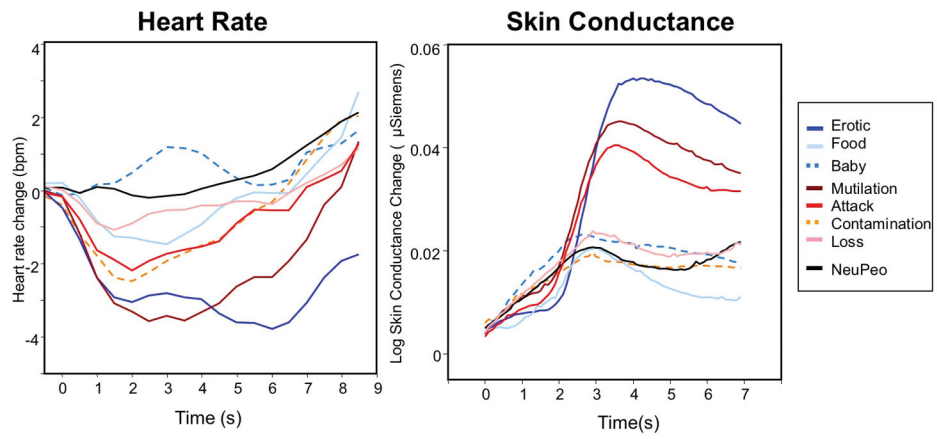 Heart Rate
Heart rate change (bpm)
4
2
0
-2
-4
0 1 2 3 4 5 6 7 8 9
Time (s)
Skin Conductance
Log Skin Conductance Change ( µSiemens)
0.06
0.04
0.02
0
0 1 2 3 4 5 6 7
Time(s)
Erotic
Food
Baby
Mutilation
Attack
Contamination
Loss
NeuPeo